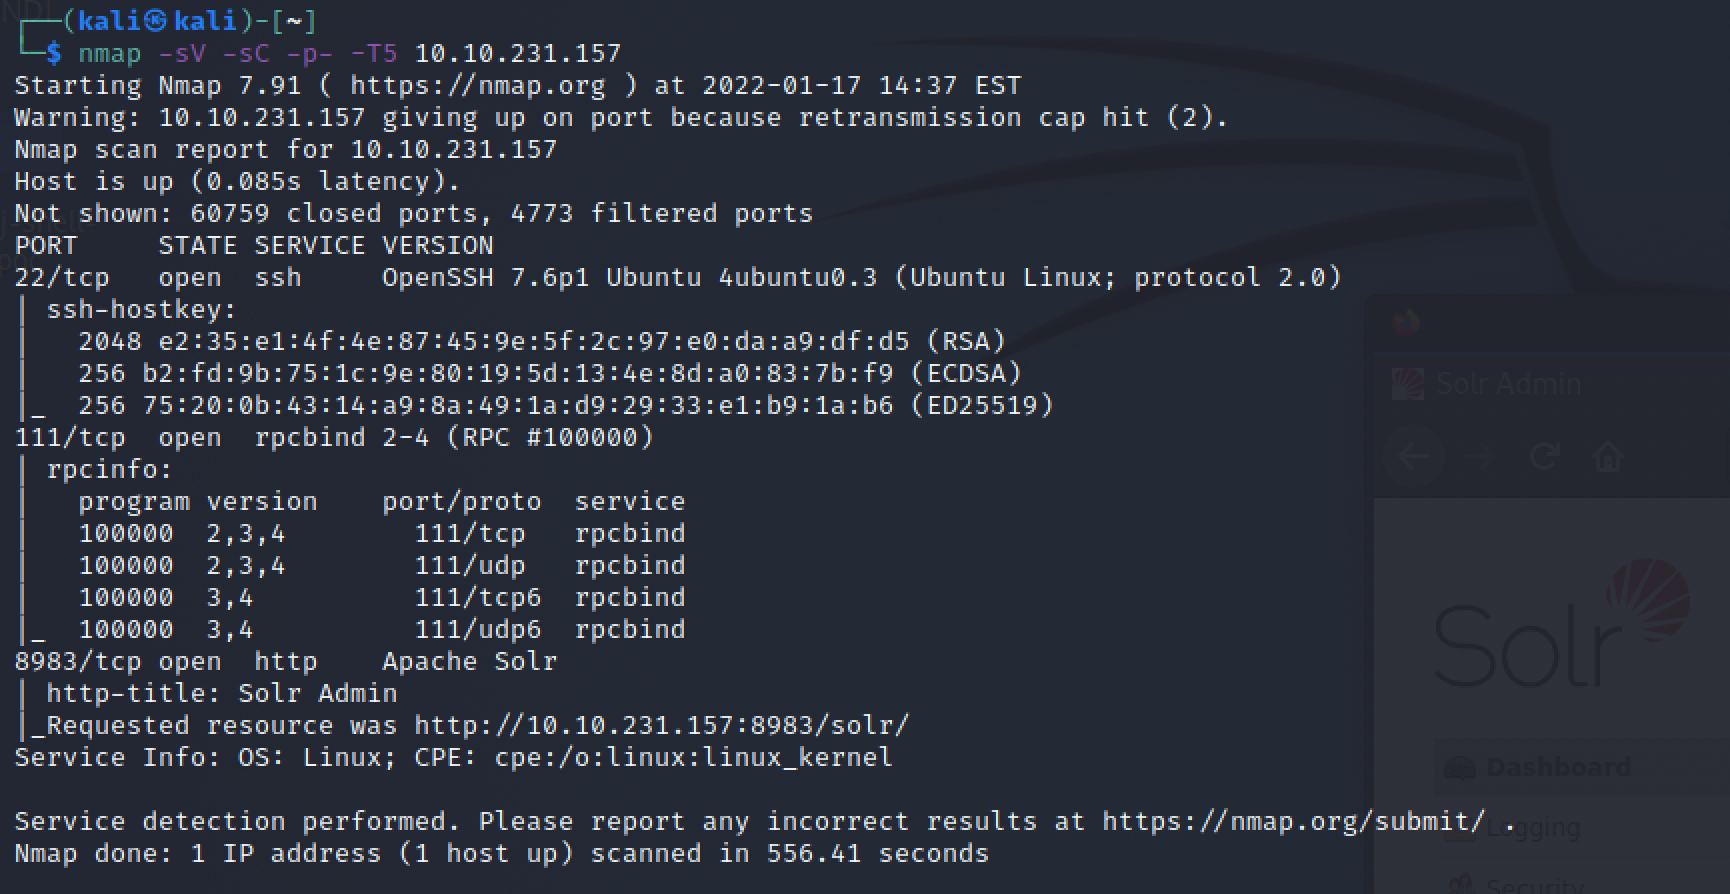 ┌──(kali㉿kali)-[~]
└─$ nmap -sV -sC -p- -T5 10.10.231.157
Starting Nmap 7.91 ( https://nmap.org ) at 2022-01-17 14:37 EST
Warning: 10.10.231.157 giving up on port because retransmission cap hit (2).
Nmap scan report for 10.10.231.157
Host is up (0.085s latency).
Not shown: 60759 closed ports, 4773 filtered ports
PORT     STATE SERVICE VERSION
22/tcp   open  ssh     OpenSSH 7.6p1 Ubuntu 4ubuntu0.3 (Ubuntu Linux; protocol 2.0)
| ssh-hostkey:
|   2048 e2:35:e1:4f:4e:87:45:9e:5f:2c:97:e0:da:a9:df:d5 (RSA)
|   256 b2:fd:9b:75:1c:9e:80:19:5d:13:4e:8d:a0:83:7b:f9 (ECDSA)
|_  256 75:20:0b:43:14:a9:8a:49:1a:d9:29:33:e1:b9:1a:b6 (ED25519)
111/tcp  open  rpcbind 2-4 (RPC #100000)
| rpcinfo:
|   program version    port/proto  service
|   100000  2,3,4        111/tcp   rpcbind
|   100000  2,3,4        111/udp   rpcbind
|   100000  3,4          111/tcp6  rpcbind
|_  100000  3,4          111/udp6  rpcbind
8983/tcp open  http    Apache Solr
| http-title: Solr Admin
|_Requested resource was http://10.10.231.157:8983/solr/
Service Info: OS: Linux; CPE: cpe:/o:linux:linux_kernel
Service detection performed. Please report any incorrect results at https://nmap.org/submit/ .
Nmap done: 1 IP address (1 host up) scanned in 556.41 seconds
Solr Admin
Solr
Dashboard
Logging
Security